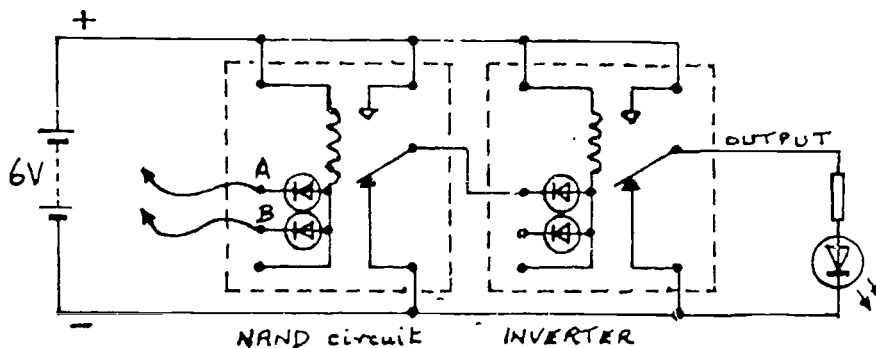 +
6V
A
B
OUTPUT
−
NAND circuit
INVERTER